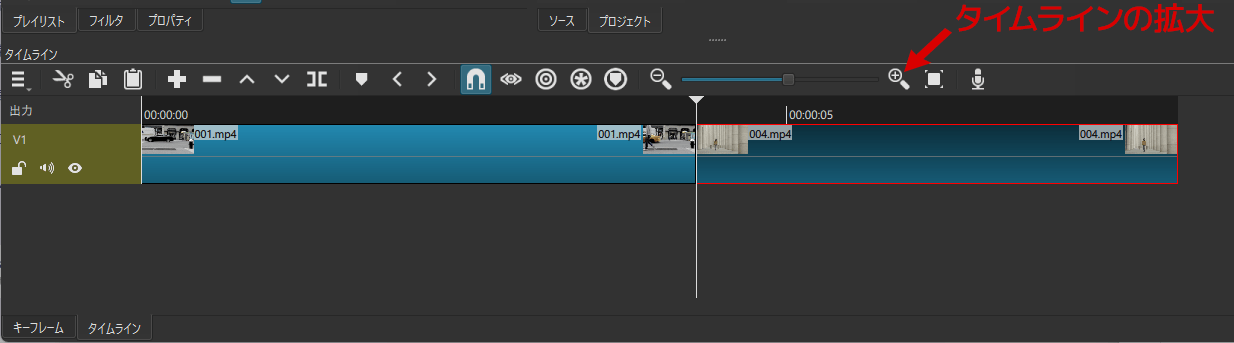 プレイリスト フィルタ プロパティ ソース プロジェクト
タイムラインの拡大
タイムライン
出力
00:00:00 00:00:05
V1
001.mp4 001.mp4 004.mp4 004.mp4
キーフレーム タイムライン